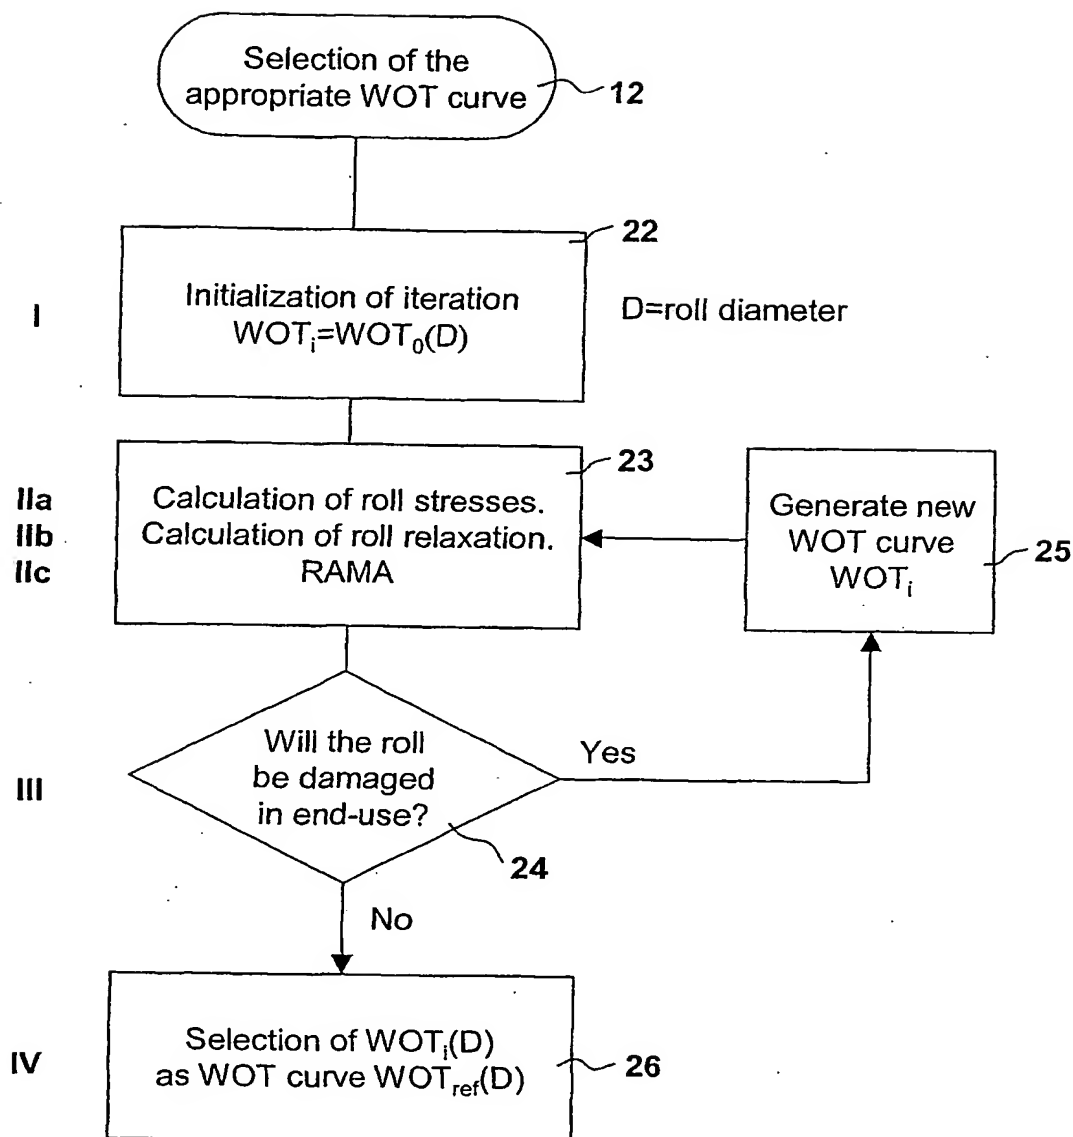 Selection of the
appropriate WOT curve
12
22
I
Initialization of iteration
WOTᵢ=WOT₀(D)
D=roll diameter
23
IIa
Calculation of roll stresses.
IIb
Calculation of roll relaxation.
IIc
RAMA
Generate new
WOT curve
WOTᵢ
25
III
Will the roll
be damaged
in end-use?
Yes
24
No
IV
Selection of WOTᵢ(D)
as WOT curve WOT_ref(D)
26